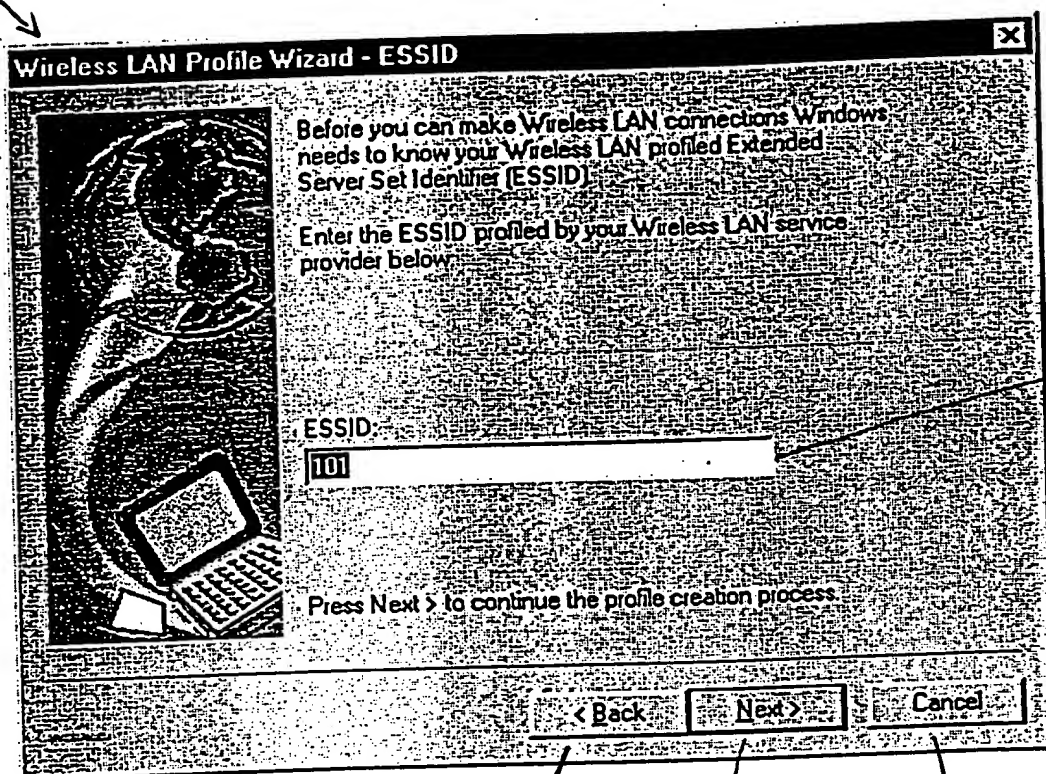 Wireless LAN Profile Wizard - ESSID
Before you can make Wireless LAN connections Windows
needs to know your Wireless LAN profiled Extended
Server Set Identifier (ESSID).
Enter the ESSID profiled by your Wireless LAN service
provider below.
ESSID:
101
Press Next > to continue the profile creation process.
< Back
Next >
Cancel